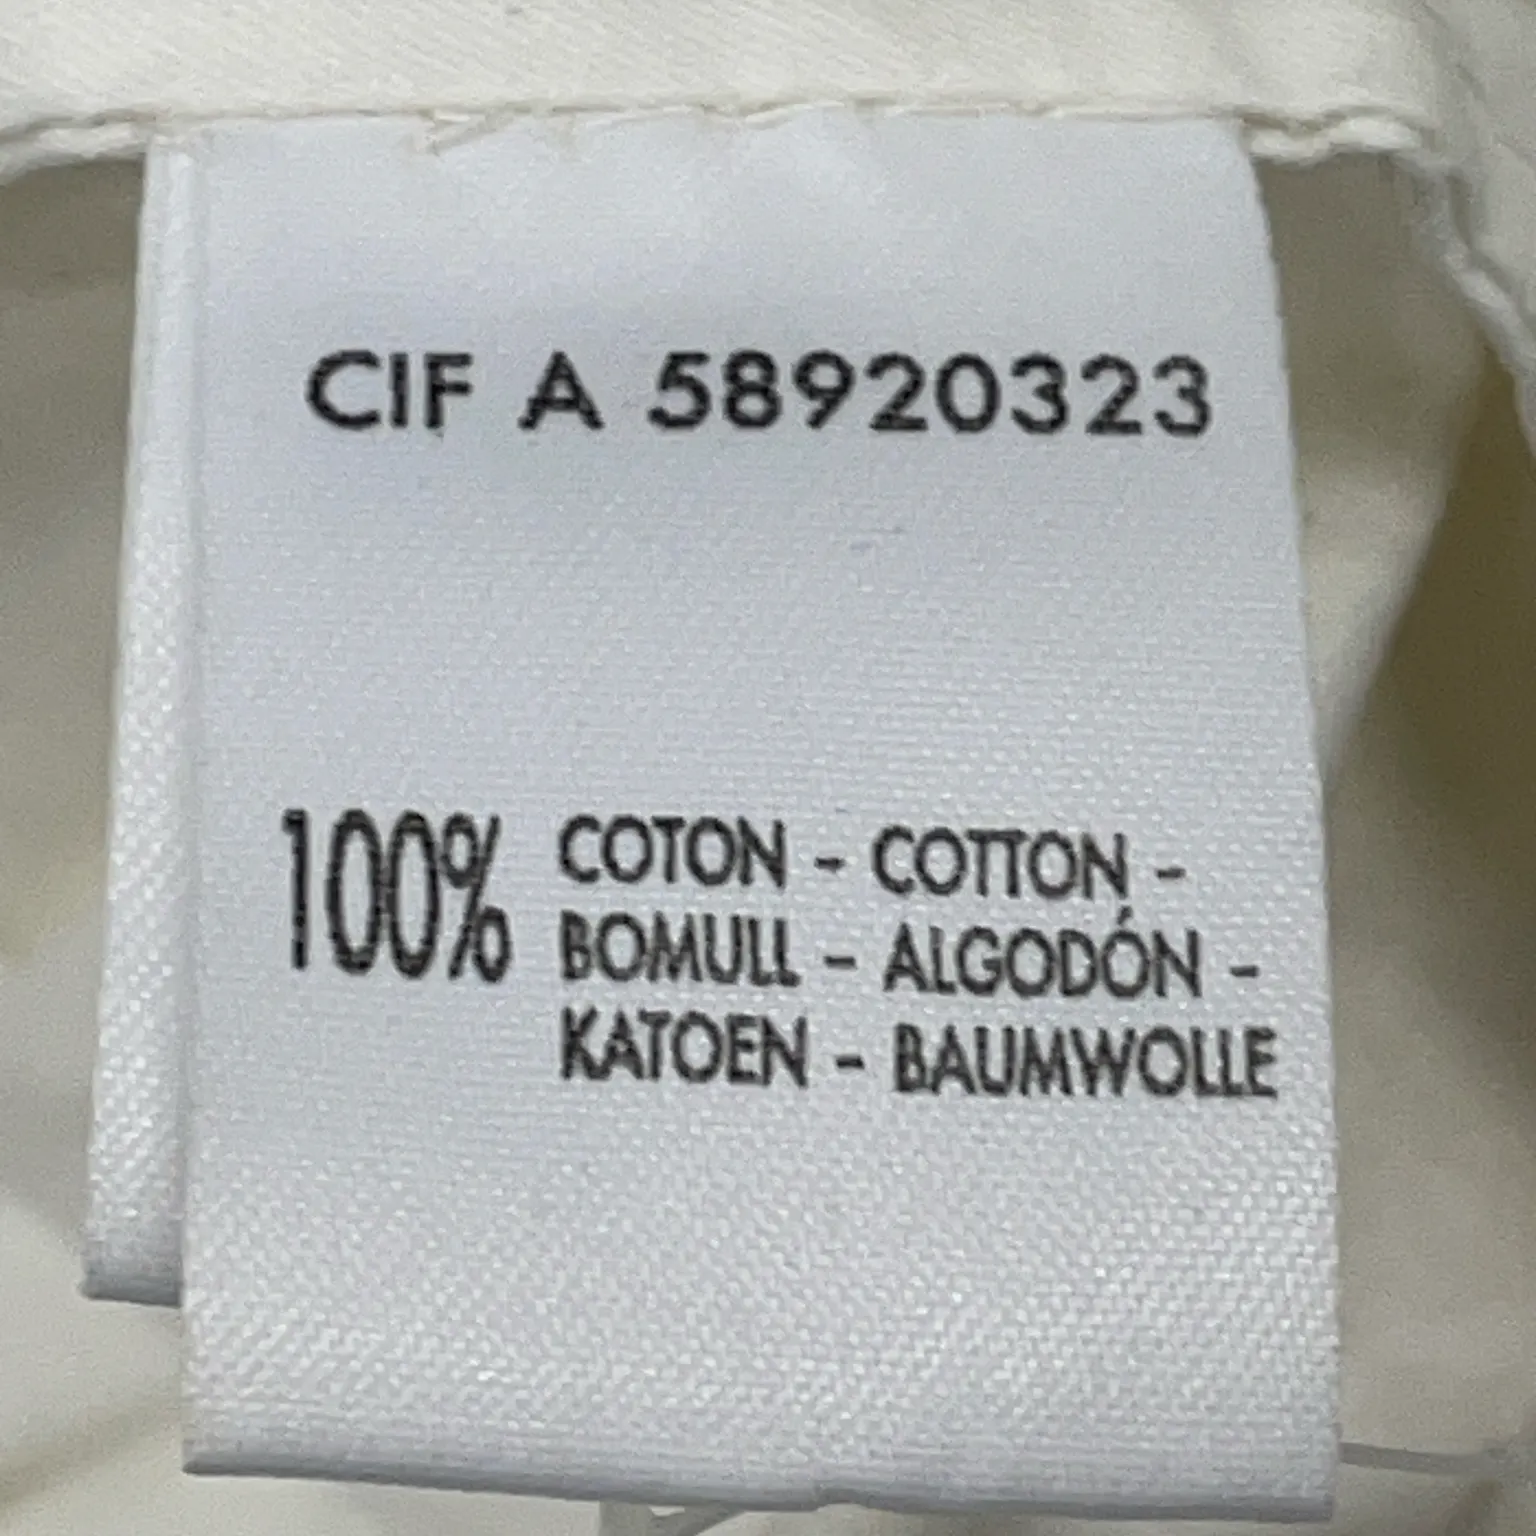 CIF A 58920323
100% COTON - COTTON -
BOMULL - ALGODÓN -
KATOEN - BAUMWOLLE